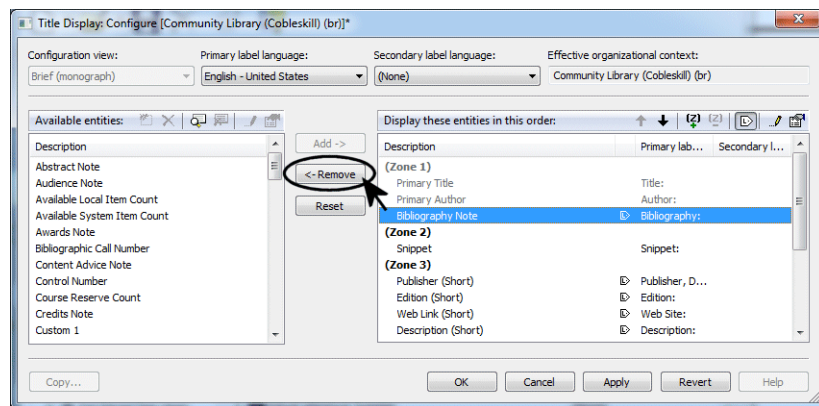 Title Display: Configure [Community Library (Cobleskill) (br)]*
Configuration view: Primary label language: Secondary label language: Effective organizational context:
Brief (monograph) English - United States (None) Community Library (Cobleskill) (br)
Available entities: Add -> Display these entities in this order:
Description Description Primary lab... Secondary l...
Abstract Note <- Remove (Zone 1)
Audience Note Primary Title Title:
Available Local Item Count Reset Primary Author Author:
Available System Item Count Bibliography Note Bibliography:
Awards Note (Zone 2)
Bibliographic Call Number Snippet Snippet:
Content Advice Note (Zone 3)
Control Number Publisher (Short) Publisher, D...
Course Reserve Count Edition (Short) Edition:
Credits Note Web Link (Short) Web Site:
Custom 1 Description (Short) Description:
Copy... OK Cancel Apply Revert Help